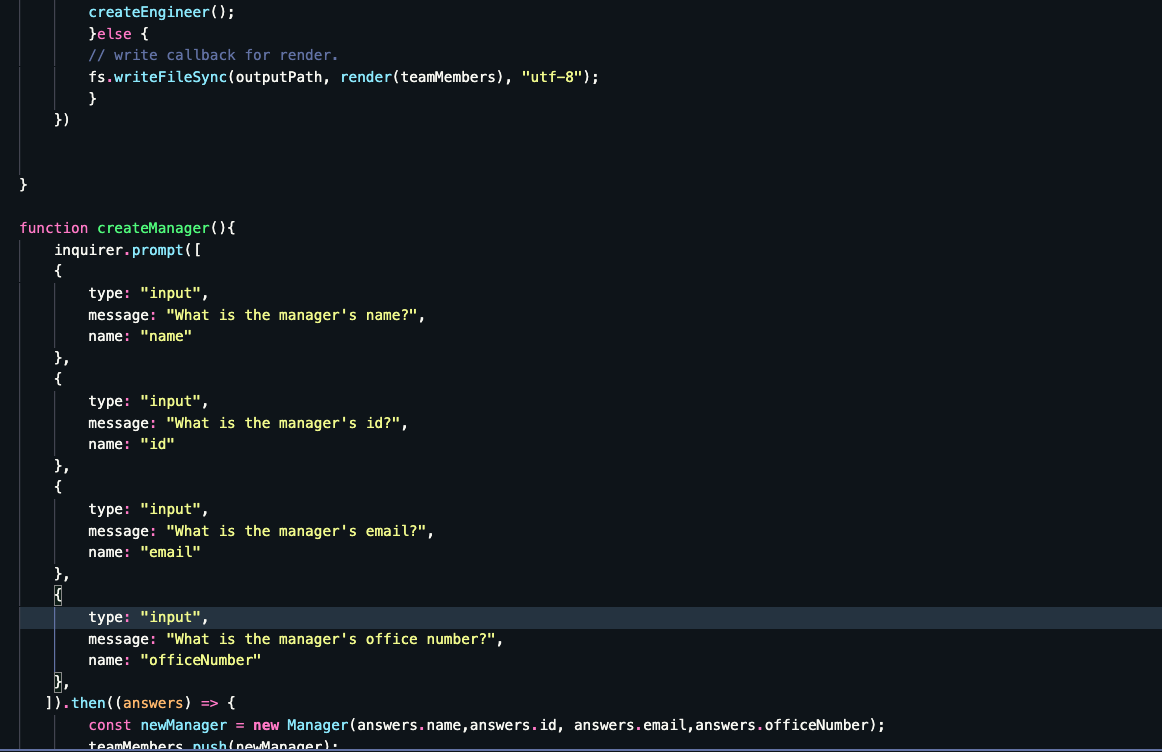 createEngineer();
}else {
// write callback for render.
fs.writeFileSync(outputPath, render(teamMembers), "utf-8");
}
})
}
function createManager(){
inquirer.prompt([
{
type: "input",
message: "What is the manager's name?",
name: "name"
},
{
type: "input",
message: "What is the manager's id?",
name: "id"
},
{
type: "input",
message: "What is the manager's email?",
name: "email"
},
{
type: "input",
message: "What is the manager's office number?",
name: "officeNumber"
},
]).then((answers) => {
const newManager = new Manager(answers.name,answers.id, answers.email,answers.officeNumber);
teamMembers.push(newManager);